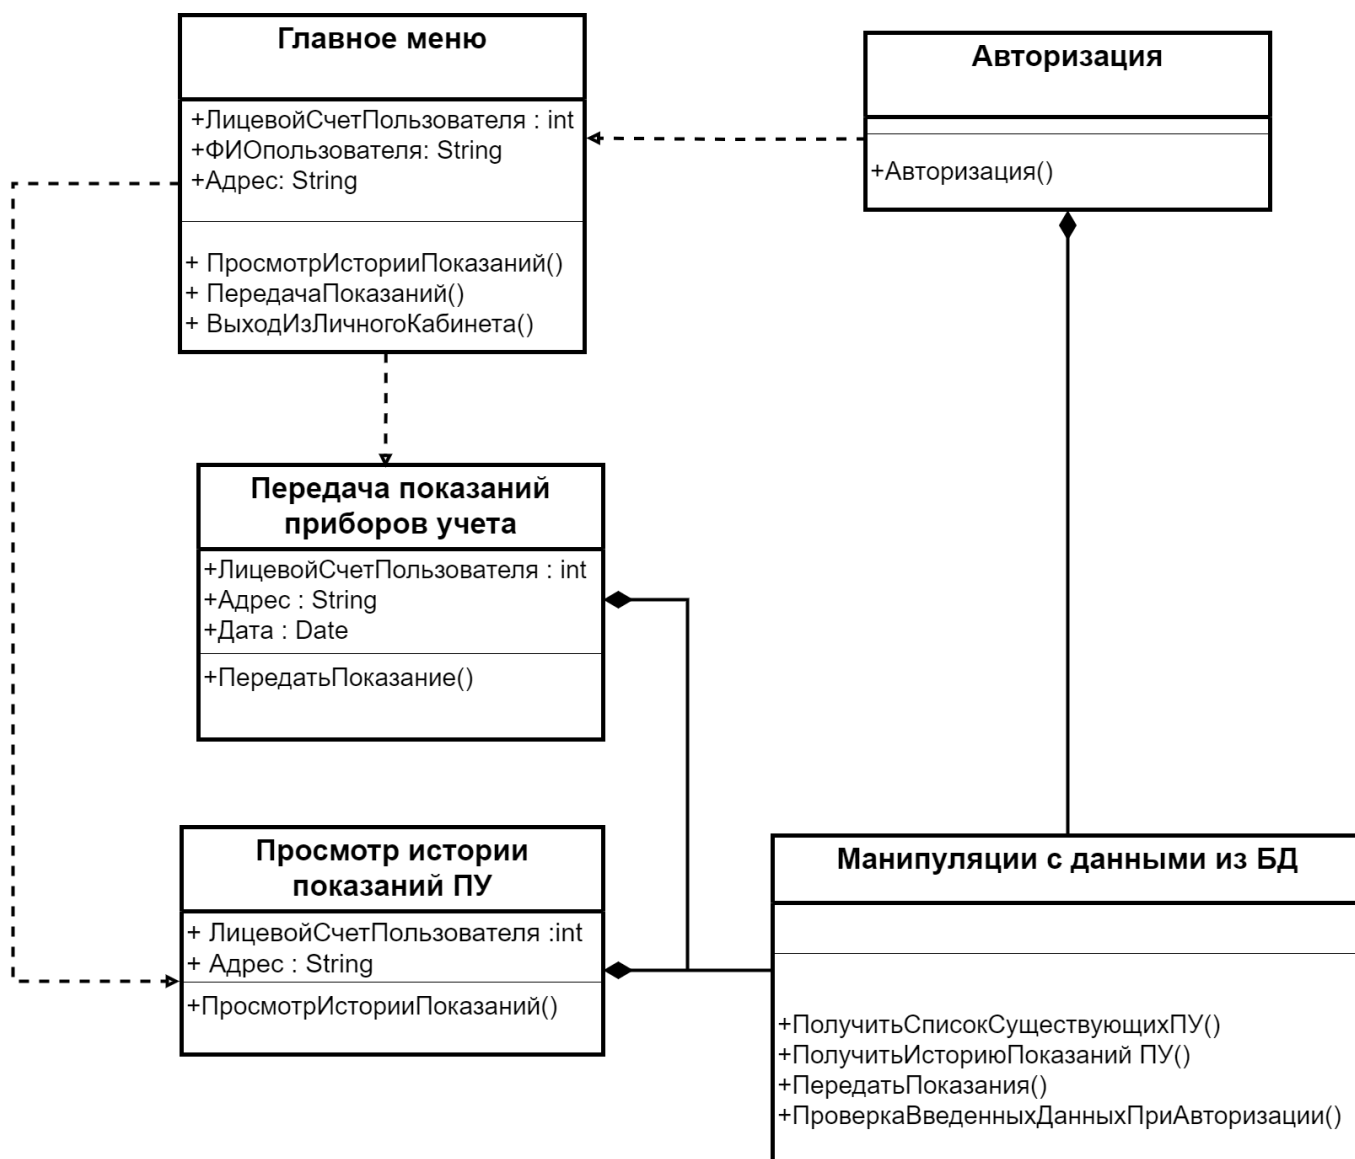 Главное меню
+ЛицевойСчетПользователя : int
+ФИОпользователя: String
+Адрес: String
+ ПросмотрИсторииПоказаний()
+ ПередачаПоказаний()
+ ВыходИзЛичногоКабинета()
Авторизация
+Авторизация()
Передача показаний
приборов учета
+ЛицевойСчетПользователя : int
+Адрес : String
+Дата : Date
+ПередатьПоказание()
Просмотр истории
показаний ПУ
+ ЛицевойСчетПользователя :int
+ Адрес : String
+ПросмотрИсторииПоказаний()
Манипуляции с данными из БД
+ПолучитьСписокСуществующихПУ()
+ПолучитьИсториюПоказаний ПУ()
+ПередатьПоказания()
+ПроверкаВведенныхДанныхПриАвторизации()